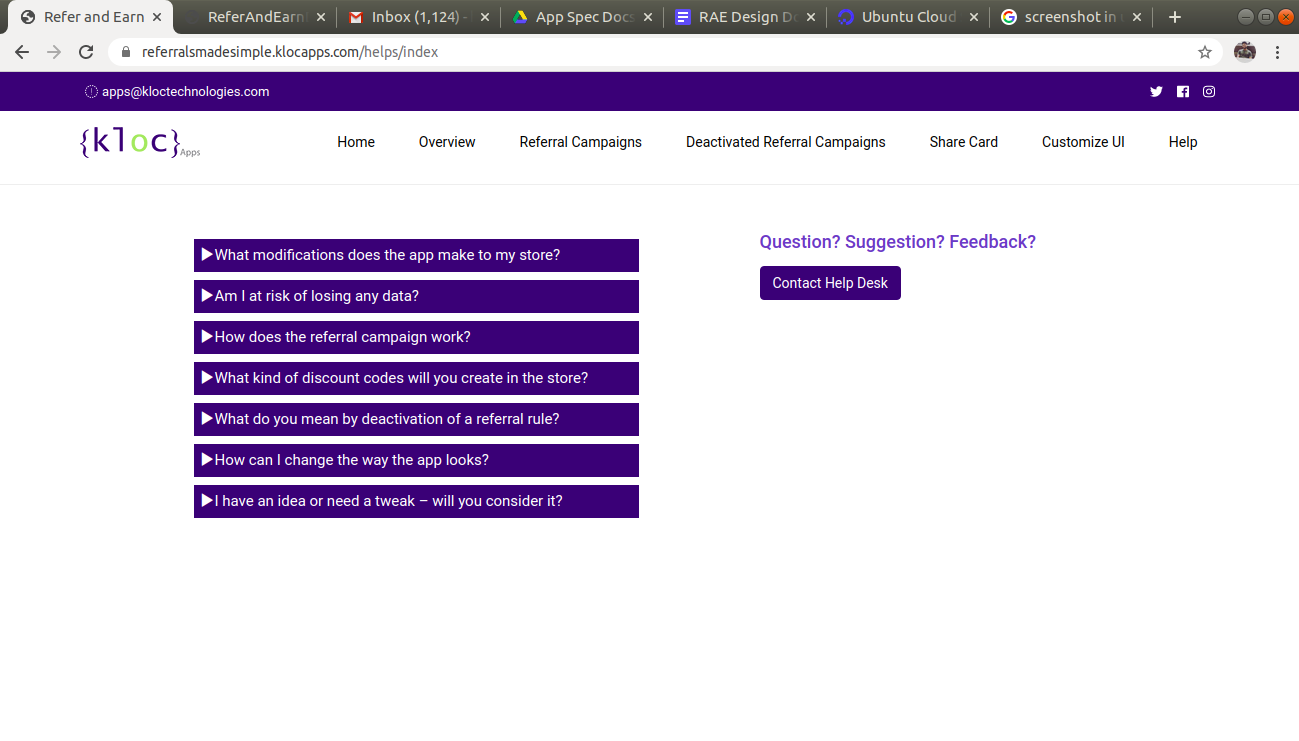 Refer and Earn
ReferAndEarn
Inbox (1,124) -
App Spec Docs
RAE Design Do
Ubuntu Cloud
screenshot in
referralsmadesimple.klocapps.com/helps/index
apps@kloctechnologies.com
{kloc}Apps
Home
Overview
Referral Campaigns
Deactivated Referral Campaigns
Share Card
Customize UI
Help
What modifications does the app make to my store?
Am I at risk of losing any data?
How does the referral campaign work?
What kind of discount codes will you create in the store?
What do you mean by deactivation of a referral rule?
How can I change the way the app looks?
I have an idea or need a tweak – will you consider it?
Question? Suggestion? Feedback?
Contact Help Desk